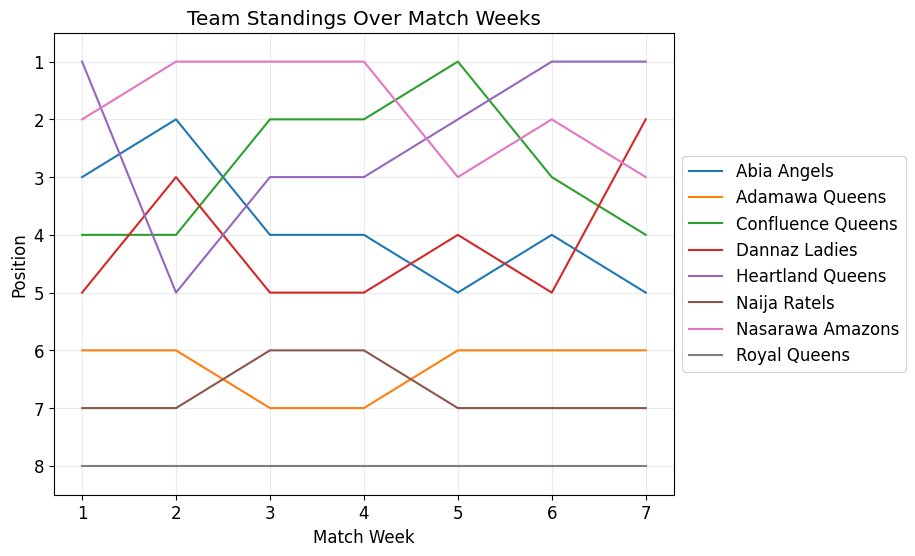 Team Standings Over Match Weeks
Position
1
2
3
4
5
6
7
8
1 2 3 4 5 6 7
Match Week
Abia Angels
Adamawa Queens
Confluence Queens
Dannaz Ladies
Heartland Queens
Naija Ratels
Nasarawa Amazons
Royal Queens